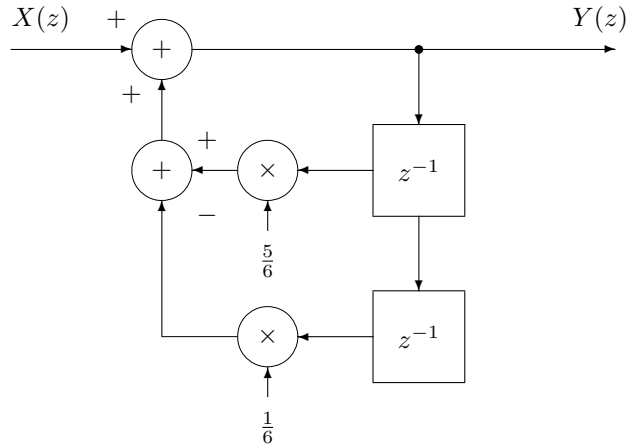 X(z) + Y(z)
+
+
+
+ × z⁻¹
−
5/6
× z⁻¹
1/6